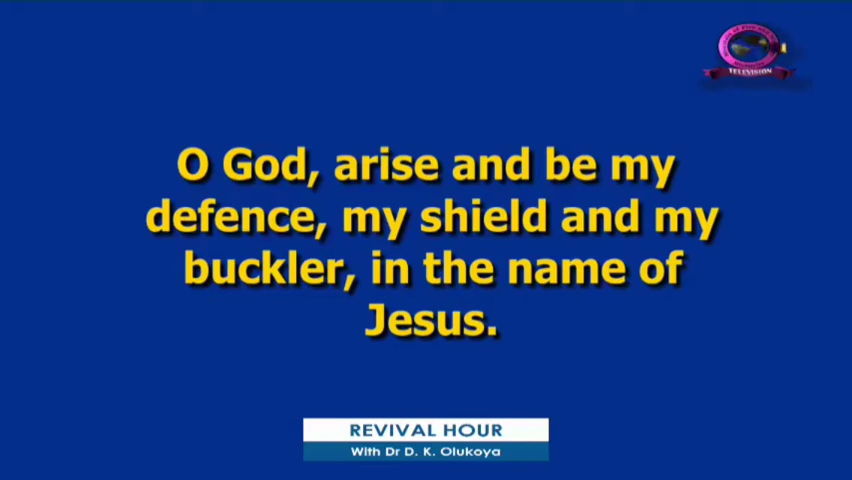 TELEVISION
O God, arise and be my
defence, my shield and my
buckler, in the name of
Jesus.
REVIVAL HOUR
With Dr D. K. Olukoya